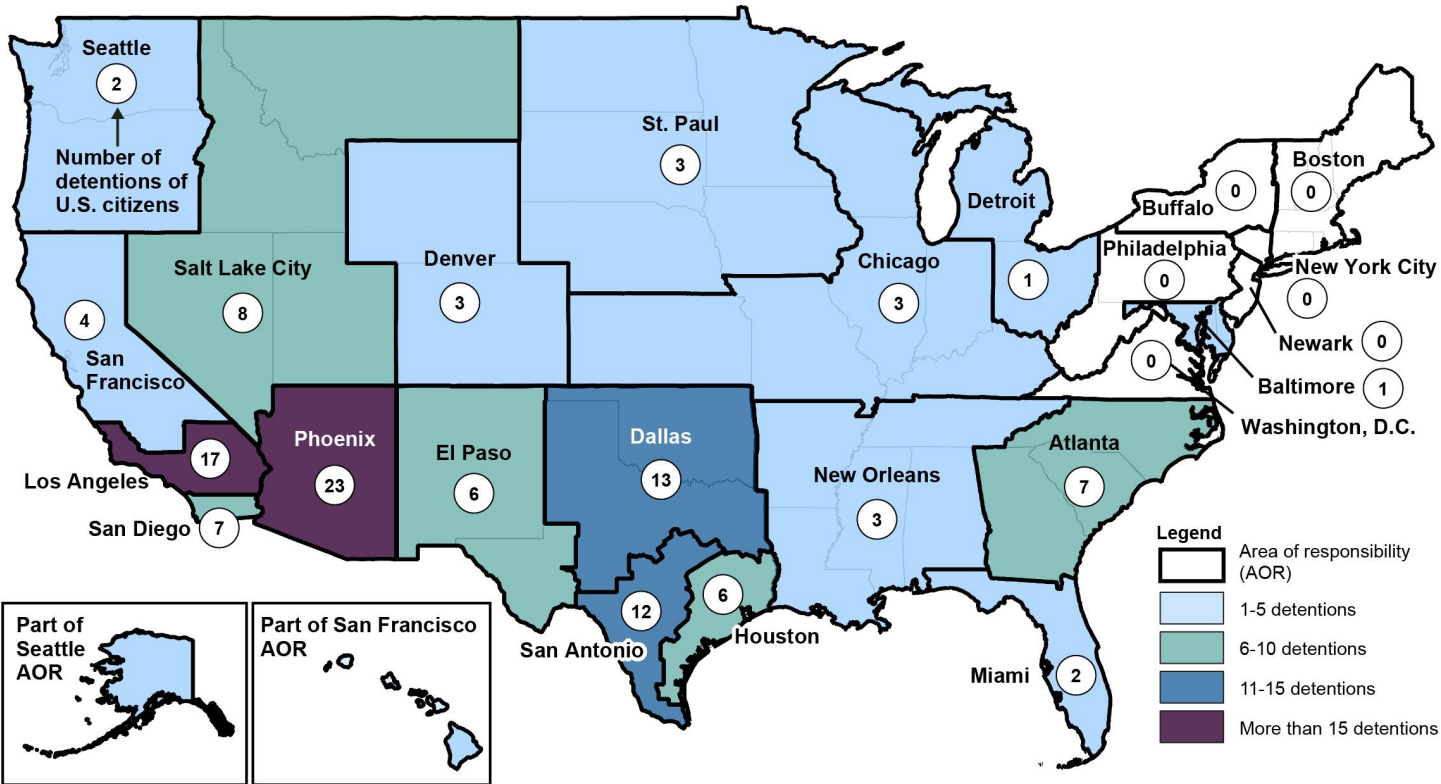 Seattle
2
Number of
detentions of
U.S. citizens
St. Paul
3
Detroit
1
Boston
0
Buffalo
0
Philadelphia
0
New York City
0
Newark
0
Baltimore
1
Washington, D.C.
0
Salt Lake City
8
Denver
3
Chicago
3
4
San
Francisco
17
Los Angeles
San Diego
7
Phoenix
23
El Paso
6
Dallas
13
New Orleans
3
Atlanta
7
12
San Antonio
6
Houston
Miami
2
Legend
Area of responsibility
(AOR)
1-5 detentions
6-10 detentions
11-15 detentions
More than 15 detentions
Part of
Seattle
AOR
Part of San Francisco
AOR